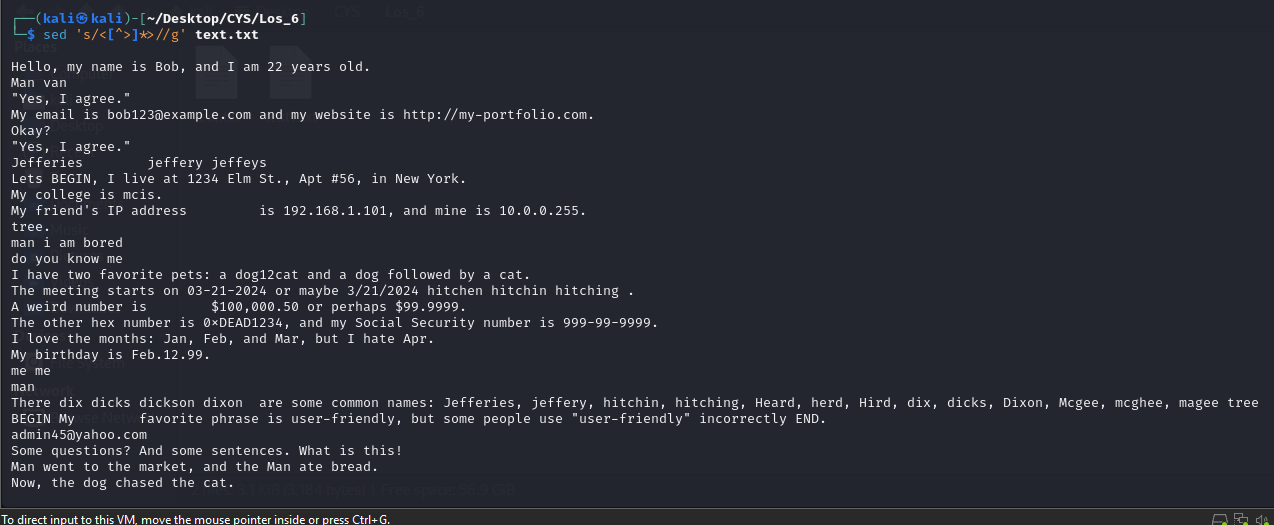 ┌──(kali㉿kali)-[~/Desktop/CYS/Los_6]
└─$ sed 's/<[^>]*>//g' text.txt
Hello, my name is Bob, and I am 22 years old.
Man van
"Yes, I agree."
My email is bob123@example.com and my website is http://my-portfolio.com.
Okay?
"Yes, I agree."
Jefferies        jeffery jeffeys
Lets BEGIN, I live at 1234 Elm St., Apt #56, in New York.
My college is mcis.
My friend's IP address         is 192.168.1.101, and mine is 10.0.0.255.
tree.
man i am bored
do you know me
I have two favorite pets: a dog12cat and a dog followed by a cat.
The meeting starts on 03-21-2024 or maybe 3/21/2024 hitchen hitchin hitching .
A weird number is        $100,000.50 or perhaps $99.9999.
The other hex number is 0×DEAD1234, and my Social Security number is 999-99-9999.
I love the months: Jan, Feb, and Mar, but I hate Apr.
My birthday is Feb.12.99.
me me
man
There dix dicks dickson dixon  are some common names: Jefferies, jeffery, hitchin, hitching, Heard, herd, Hird, dix, dicks, Dixon, Mcgee, mcghee, magee tree
BEGIN My        favorite phrase is user-friendly, but some people use "user-friendly" incorrectly END.
admin45@yahoo.com
Some questions? And some sentences. What is this!
Man went to the market, and the Man ate bread.
Now, the dog chased the cat.
To direct input to this VM, move the mouse pointer inside or press Ctrl+G.